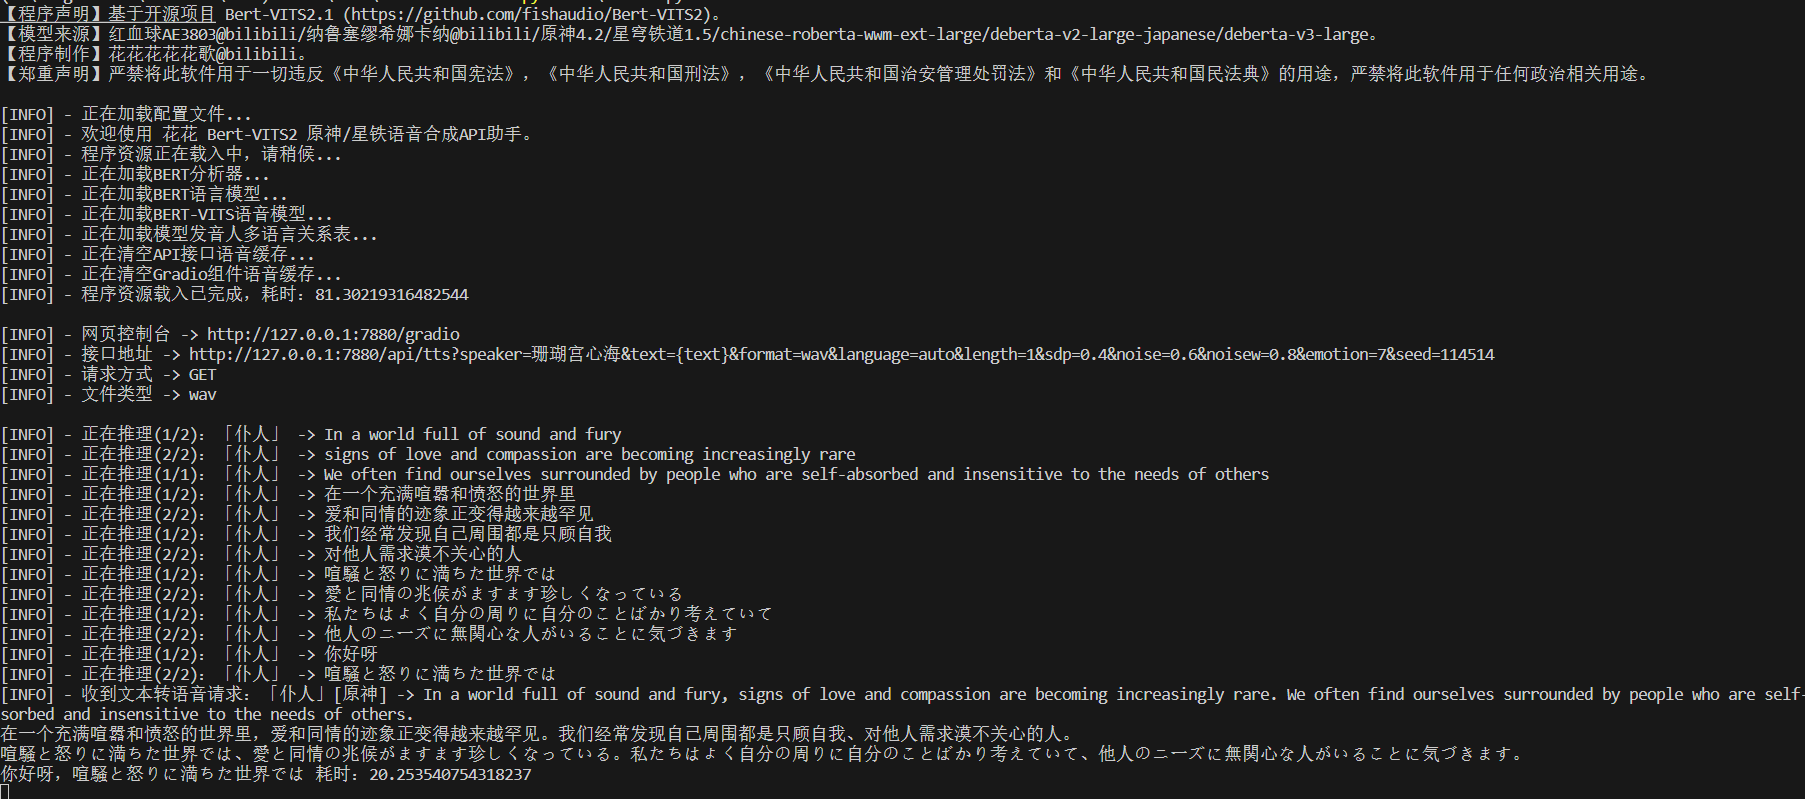 【程序声明】基于开源项目 Bert-VITS2.1 (https://github.com/fishaudio/Bert-VITS2)。
【模型来源】红血球AE3803@bilibili/纳鲁塞缪希娜卡纳@bilibili/原神4.2/星穹铁道1.5/chinese-roberta-wwm-ext-large/deberta-v2-large-japanese/deberta-v3-large。
【程序制作】花花花花花歌@bilibili。
【郑重声明】严禁将此软件用于一切违反《中华人民共和国宪法》，《中华人民共和国刑法》，《中华人民共和国治安管理处罚法》和《中华人民共和国民法典》的用途，严禁将此软件用于任何政治相关用途。
[INFO] - 正在加载配置文件...
[INFO] - 欢迎使用 花花 Bert-VITS2 原神/星铁语音合成API助手。
[INFO] - 程序资源正在载入中，请稍候...
[INFO] - 正在加载BERT分析器...
[INFO] - 正在加载BERT语言模型...
[INFO] - 正在加载BERT-VITS语音模型...
[INFO] - 正在加载模型发音人多语言关系表...
[INFO] - 正在清空API接口语音缓存...
[INFO] - 正在清空Gradio组件语音缓存...
[INFO] - 程序资源载入已完成，耗时：81.30219316482544
[INFO] - 网页控制台 -> http://127.0.0.1:7880/gradio
[INFO] - 接口地址 -> http://127.0.0.1:7880/api/tts?speaker=珊瑚宫心海&text={text}&format=wav&language=auto&length=1&sdp=0.4&noise=0.6&noisew=0.8&emotion=7&seed=114514
[INFO] - 请求方式 -> GET
[INFO] - 文件类型 -> wav
[INFO] - 正在推理(1/2)：「仆人」 -> In a world full of sound and fury
[INFO] - 正在推理(2/2)：「仆人」 -> signs of love and compassion are becoming increasingly rare
[INFO] - 正在推理(1/1)：「仆人」 -> We often find ourselves surrounded by people who are self-absorbed and insensitive to the needs of others
[INFO] - 正在推理(1/2)：「仆人」 -> 在一个充满喧嚣和愤怒的世界里
[INFO] - 正在推理(2/2)：「仆人」 -> 爱和同情的迹象正变得越来越罕见
[INFO] - 正在推理(1/2)：「仆人」 -> 我们经常发现自己周围都是只顾自我
[INFO] - 正在推理(2/2)：「仆人」 -> 对他人需求漠不关心的人
[INFO] - 正在推理(1/2)：「仆人」 -> 喧騒と怒りに満ちた世界では
[INFO] - 正在推理(2/2)：「仆人」 -> 愛と同情の兆候がますます珍しくなっている
[INFO] - 正在推理(1/2)：「仆人」 -> 私たちはよく自分の周りに自分のことばかり考えていて
[INFO] - 正在推理(2/2)：「仆人」 -> 他人のニーズに無関心な人がいることに気づきます
[INFO] - 正在推理(1/2)：「仆人」 -> 你好呀
[INFO] - 正在推理(2/2)：「仆人」 -> 喧騒と怒りに満ちた世界では
[INFO] - 收到文本转语音请求：「仆人」[原神] -> In a world full of sound and fury, signs of love and compassion are becoming increasingly rare. We often find ourselves surrounded by people who are self-
sorbed and insensitive to the needs of others.
在一个充满喧嚣和愤怒的世界里，爱和同情的迹象正变得越来越罕见。我们经常发现自己周围都是只顾自我、对他人需求漠不关心的人。
喧騒と怒りに満ちた世界では、愛と同情の兆候がますます珍しくなっている。私たちはよく自分の周りに自分のことばかり考えていて、他人のニーズに無関心な人がいることに気づきます。
你好呀，喧騒と怒りに満ちた世界では 耗时：20.253540754318237